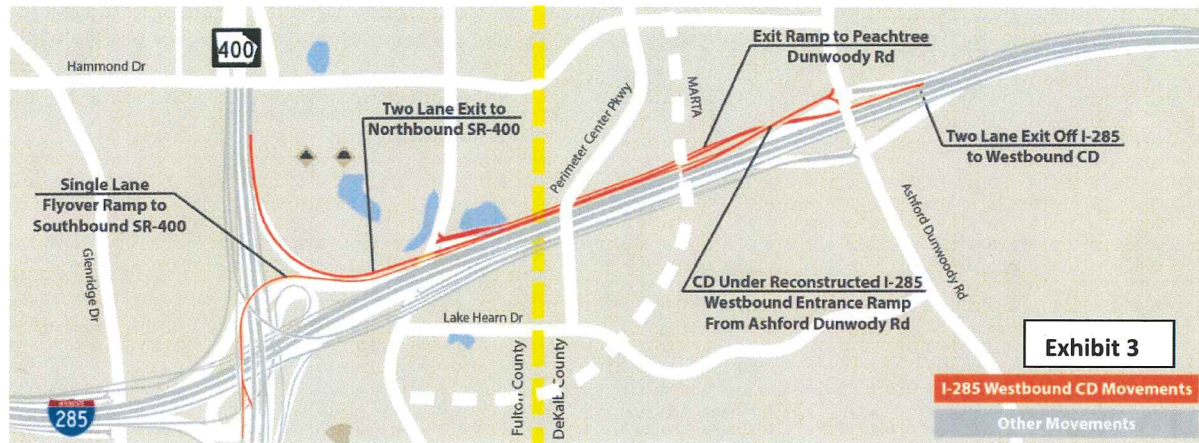 400
Hammond Dr
Exit Ramp to Peachtree
Dunwoody Rd
Two Lane Exit to
Northbound SR-400
Perimeter Center Pkwy
MARTA
Two Lane Exit Off I-285
to Westbound CD
Single Lane
Flyover Ramp to
Southbound SR-400
Glenridge Dr
Ashford Dunwoody Rd
CD Under Reconstructed I-285
Westbound Entrance Ramp
From Ashford Dunwody Rd
Lake Hearn Dr
Fulton County
DeKalb County
Exhibit 3
I-285 Westbound CD Movements
Other Movements
285